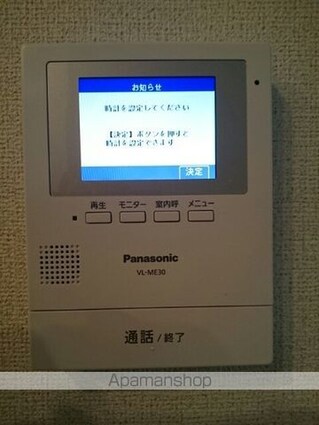 お知らせ
時計を設定してください
【決定】ボタンを押すと
時計を設定できます
決定
再生 モニター 室内呼 メニュー
Panasonic
VL-ME30
通話/終了
Apamanshop